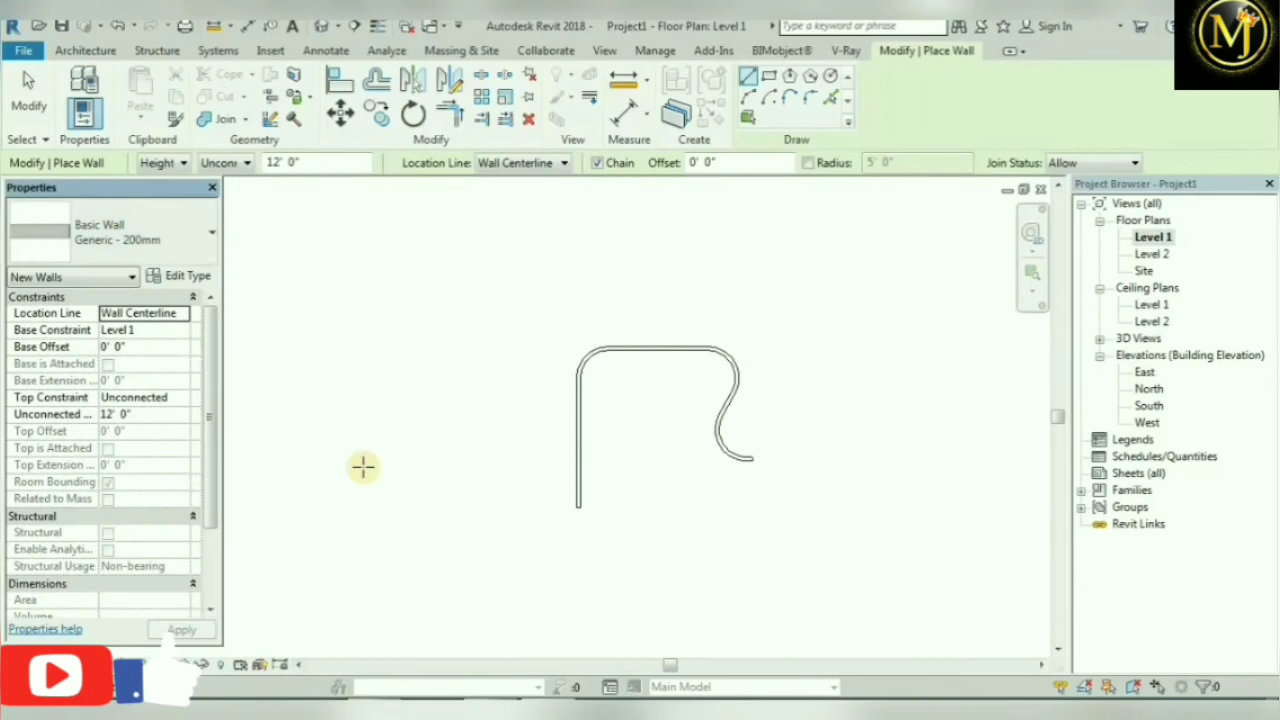 Autodesk Revit 2018 - Project1 - Floor Plan: Level 1
Type a keyword or phrase
Sign In
File Architecture Structure Systems Insert Annotate Analyze Massing & Site Collaborate View Manage Add-Ins BIMobject® V-Ray Modify | Place Wall
Modify
Properties
Paste
Cope
Cut
Join
Select Properties Clipboard Geometry Modify View Measure Create Draw
Modify | Place Wall Height Uncon 12' 0" Location Line: Wall Centerline Chain Offset: 0' 0" Radius: 5' 0" Join Status: Allow
Properties
Basic Wall
Generic - 200mm
New Walls Edit Type
Constraints
Location Line Wall Centerline
Base Constraint Level 1
Base Offset 0' 0"
Base is Attached
Base Extension ... 0' 0"
Top Constraint Unconnected
Unconnected ... 12' 0"
Top Offset 0' 0"
Top is Attached
Top Extension ... 0' 0"
Room Bounding
Related to Mass
Structural
Structural
Enable Analyti...
Structural Usage Non-bearing
Dimensions
Area
Volume
Properties help Apply
Project Browser - Project1
Views (all)
Floor Plans
Level 1
Level 2
Site
Ceiling Plans
Level 1
Level 2
3D Views
Elevations (Building Elevation)
East
North
South
West
Legends
Schedules/Quantities
Sheets (all)
Families
Groups
Revit Links
:0 Main Model :0
MJ